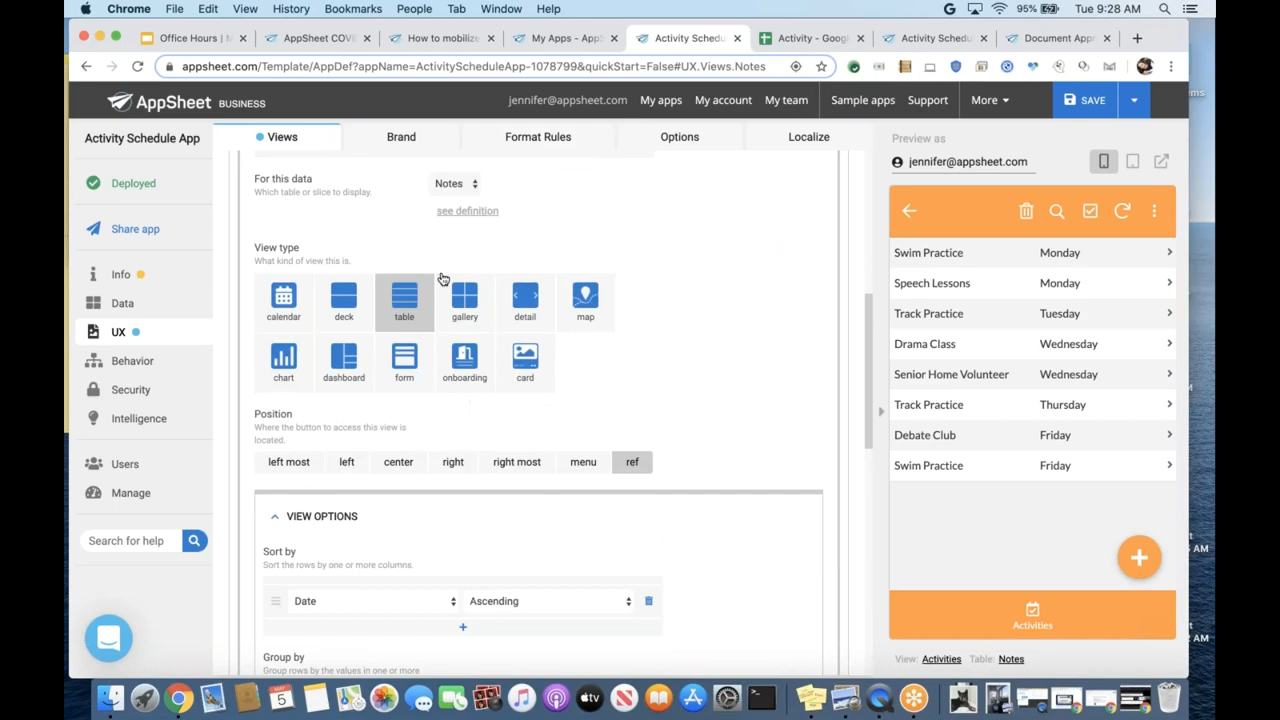 Chrome File Edit View History Bookmarks People Tab Window Help 95% Tue 9:28 AM
Office Hours | M AppSheet COVI How to mobilize My Apps - AppS Activity Schedu Activity - Googl Activity Schedu Document Appr
appsheet.com/Template/AppDef?appName=ActivityScheduleApp-1078799&quickStart=False#UX.Views.Notes
AppSheet BUSINESS jennifer@appsheet.com My apps My account My team Sample apps Support More SAVE
Activity Schedule App
Deployed
Share app
Info
Data
UX
Behavior
Security
Intelligence
Users
Manage
Search for help
Views Brand Format Rules Options Localize
For this data
Which table or slice to display.
Notes
see definition
View type
What kind of view this is.
calendar deck table gallery detail map
chart dashboard form onboarding card
Position
Where the button to access this view is
located.
left most left center right right most menu ref
VIEW OPTIONS
Sort by
Sort the rows by one or more columns.
Date Ascending
+
Group by
Group rows by the values in one or more
Preview as
jennifer@appsheet.com
Swim Practice Monday
Speech Lessons Monday
Track Practice Tuesday
Drama Class Wednesday
Senior Home Volunteer Wednesday
Track Practice Thursday
Debate Club Friday
Swim Practice Friday
+
Activities
View: Activities Table: Notes
ems
AM
2 AM